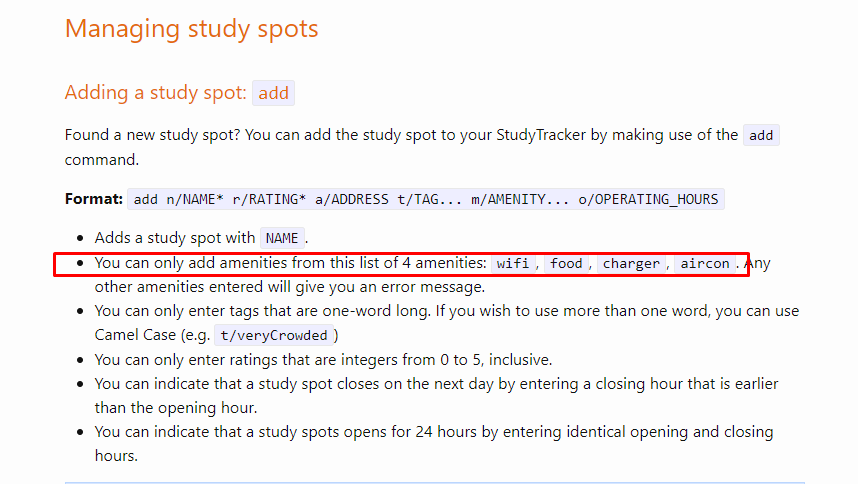 Managing study spots
Adding a study spot: add
Found a new study spot? You can add the study spot to your StudyTracker by making use of the add
command.
Format: add n/NAME* r/RATING* a/ADDRESS t/TAG... m/AMENITY... o/OPERATING_HOURS
• Adds a study spot with NAME.
• You can only add amenities from this list of 4 amenities: wifi, food, charger, aircon. Any
other amenities entered will give you an error message.
• You can only enter tags that are one-word long. If you wish to use more than one word, you can use
Camel Case (e.g. t/veryCrowded)
• You can only enter ratings that are integers from 0 to 5, inclusive.
• You can indicate that a study spot closes on the next day by entering a closing hour that is earlier
than the opening hour.
• You can indicate that a study spots opens for 24 hours by entering identical opening and closing
hours.